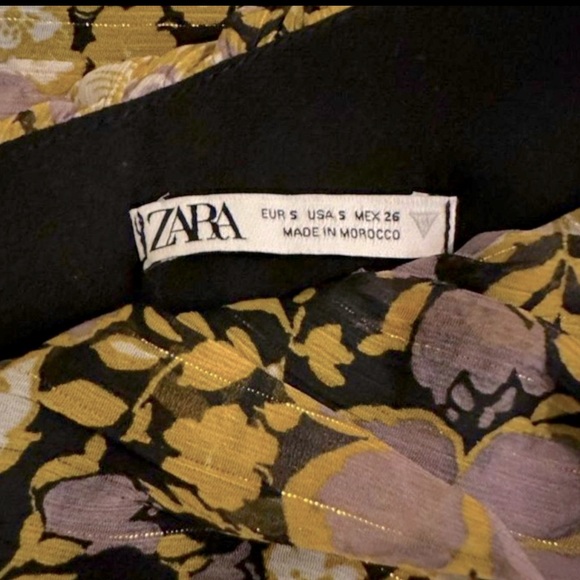 ZARA
EUR S USA S MEX 26
MADE IN MOROCCO